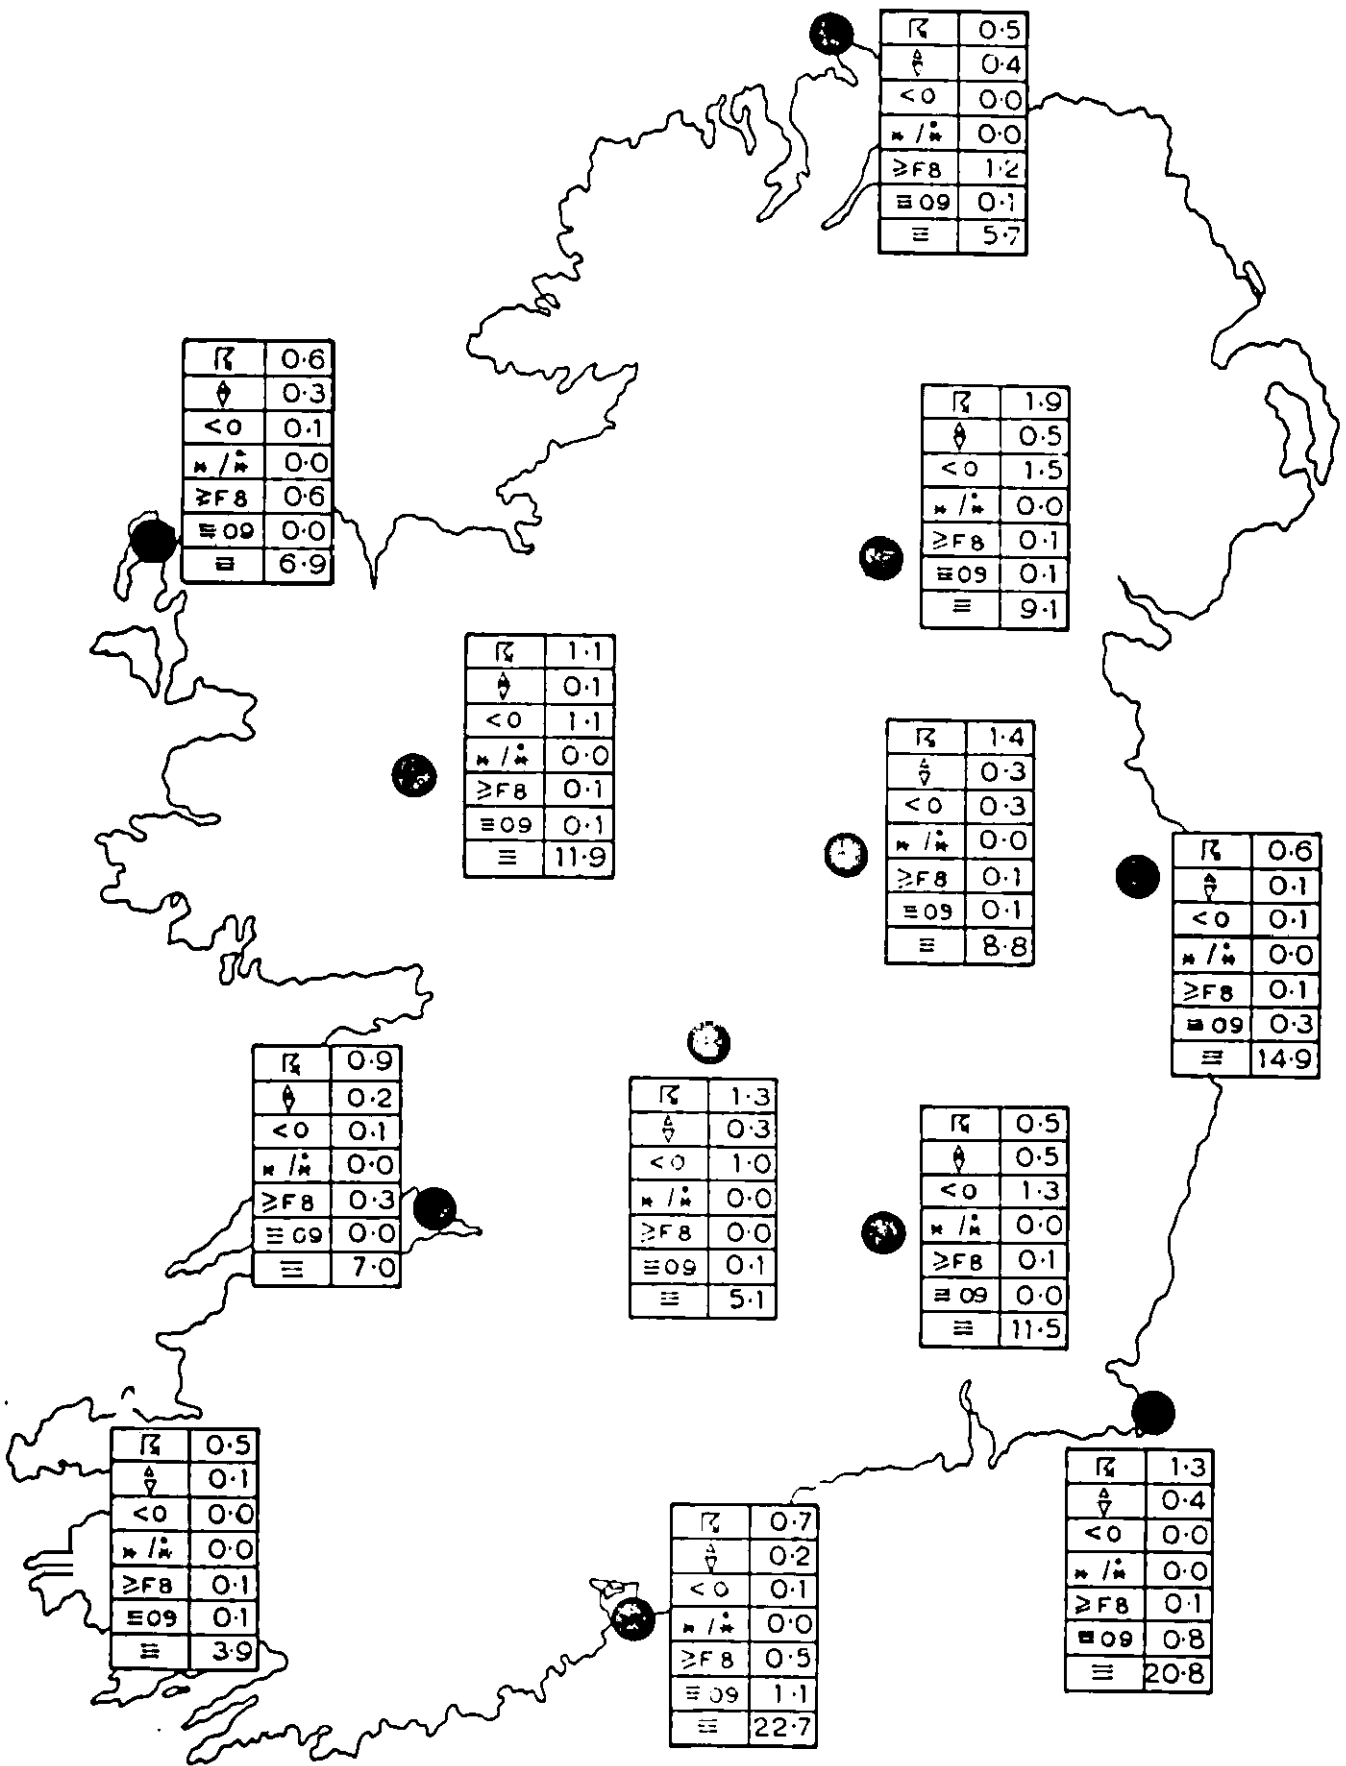 ☈ 0·5
0·4
<0 0·0
* / 0·0
≥F8 1·2
≡09 0·1
≡ 5·7
☈ 0·6
0·3
<0 0·1
* / 0·0
≥F8 0·6
≡09 0·0
≡ 6·9
☈ 1·9
0·5
<0 1·5
* / 0·0
≥F8 0·1
≡09 0·1
≡ 9·1
☈ 1·1
0·1
<0 1·1
* / 0·0
≥F8 0·1
≡09 0·1
≡ 11·9
☈ 1·4
0·3
<0 0·3
* / 0·0
≥F8 0·1
≡09 0·1
≡ 8·8
☈ 0·6
0·1
<0 0·1
* / 0·0
≥F8 0·1
≡09 0·3
≡ 14·9
☈ 0·9
0·2
<0 0·1
* / 0·0
≥F8 0·3
≡09 0·0
≡ 7·0
☈ 1·3
0·3
<0 1·0
* / 0·0
≥F8 0·0
≡09 0·1
≡ 5·1
☈ 0·5
0·5
<0 1·3
* / 0·0
≥F8 0·1
≡09 0·0
≡ 11·5
☈ 0·5
0·1
<0 0·0
* / 0·0
≥F8 0·1
≡09 0·1
≡ 3·9
☈ 0·7
0·2
<0 0·1
* / 0·0
≥F8 0·5
≡09 1·1
≡ 22·7
☈ 1·3
0·4
<0 0·0
* / 0·0
≥F8 0·1
≡09 0·8
≡ 20·8